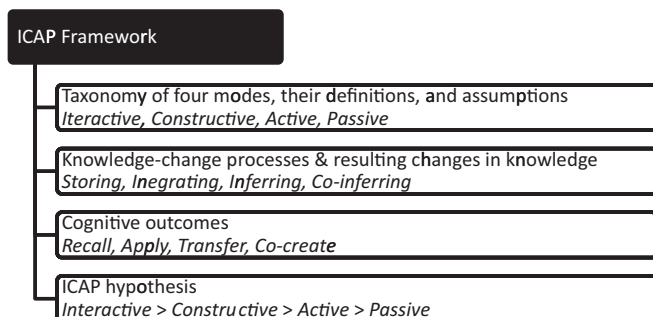 ICAP Framework
Taxonomy of four modes, their definitions, and assumptions
Iteractive, Constructive, Active, Passive
Knowledge-change processes & resulting changes in knowledge
Storing, Inegrating, Inferring, Co-inferring
Cognitive outcomes
Recall, Apply, Transfer, Co-create
ICAP hypothesis
Interactive > Constructive > Active > Passive